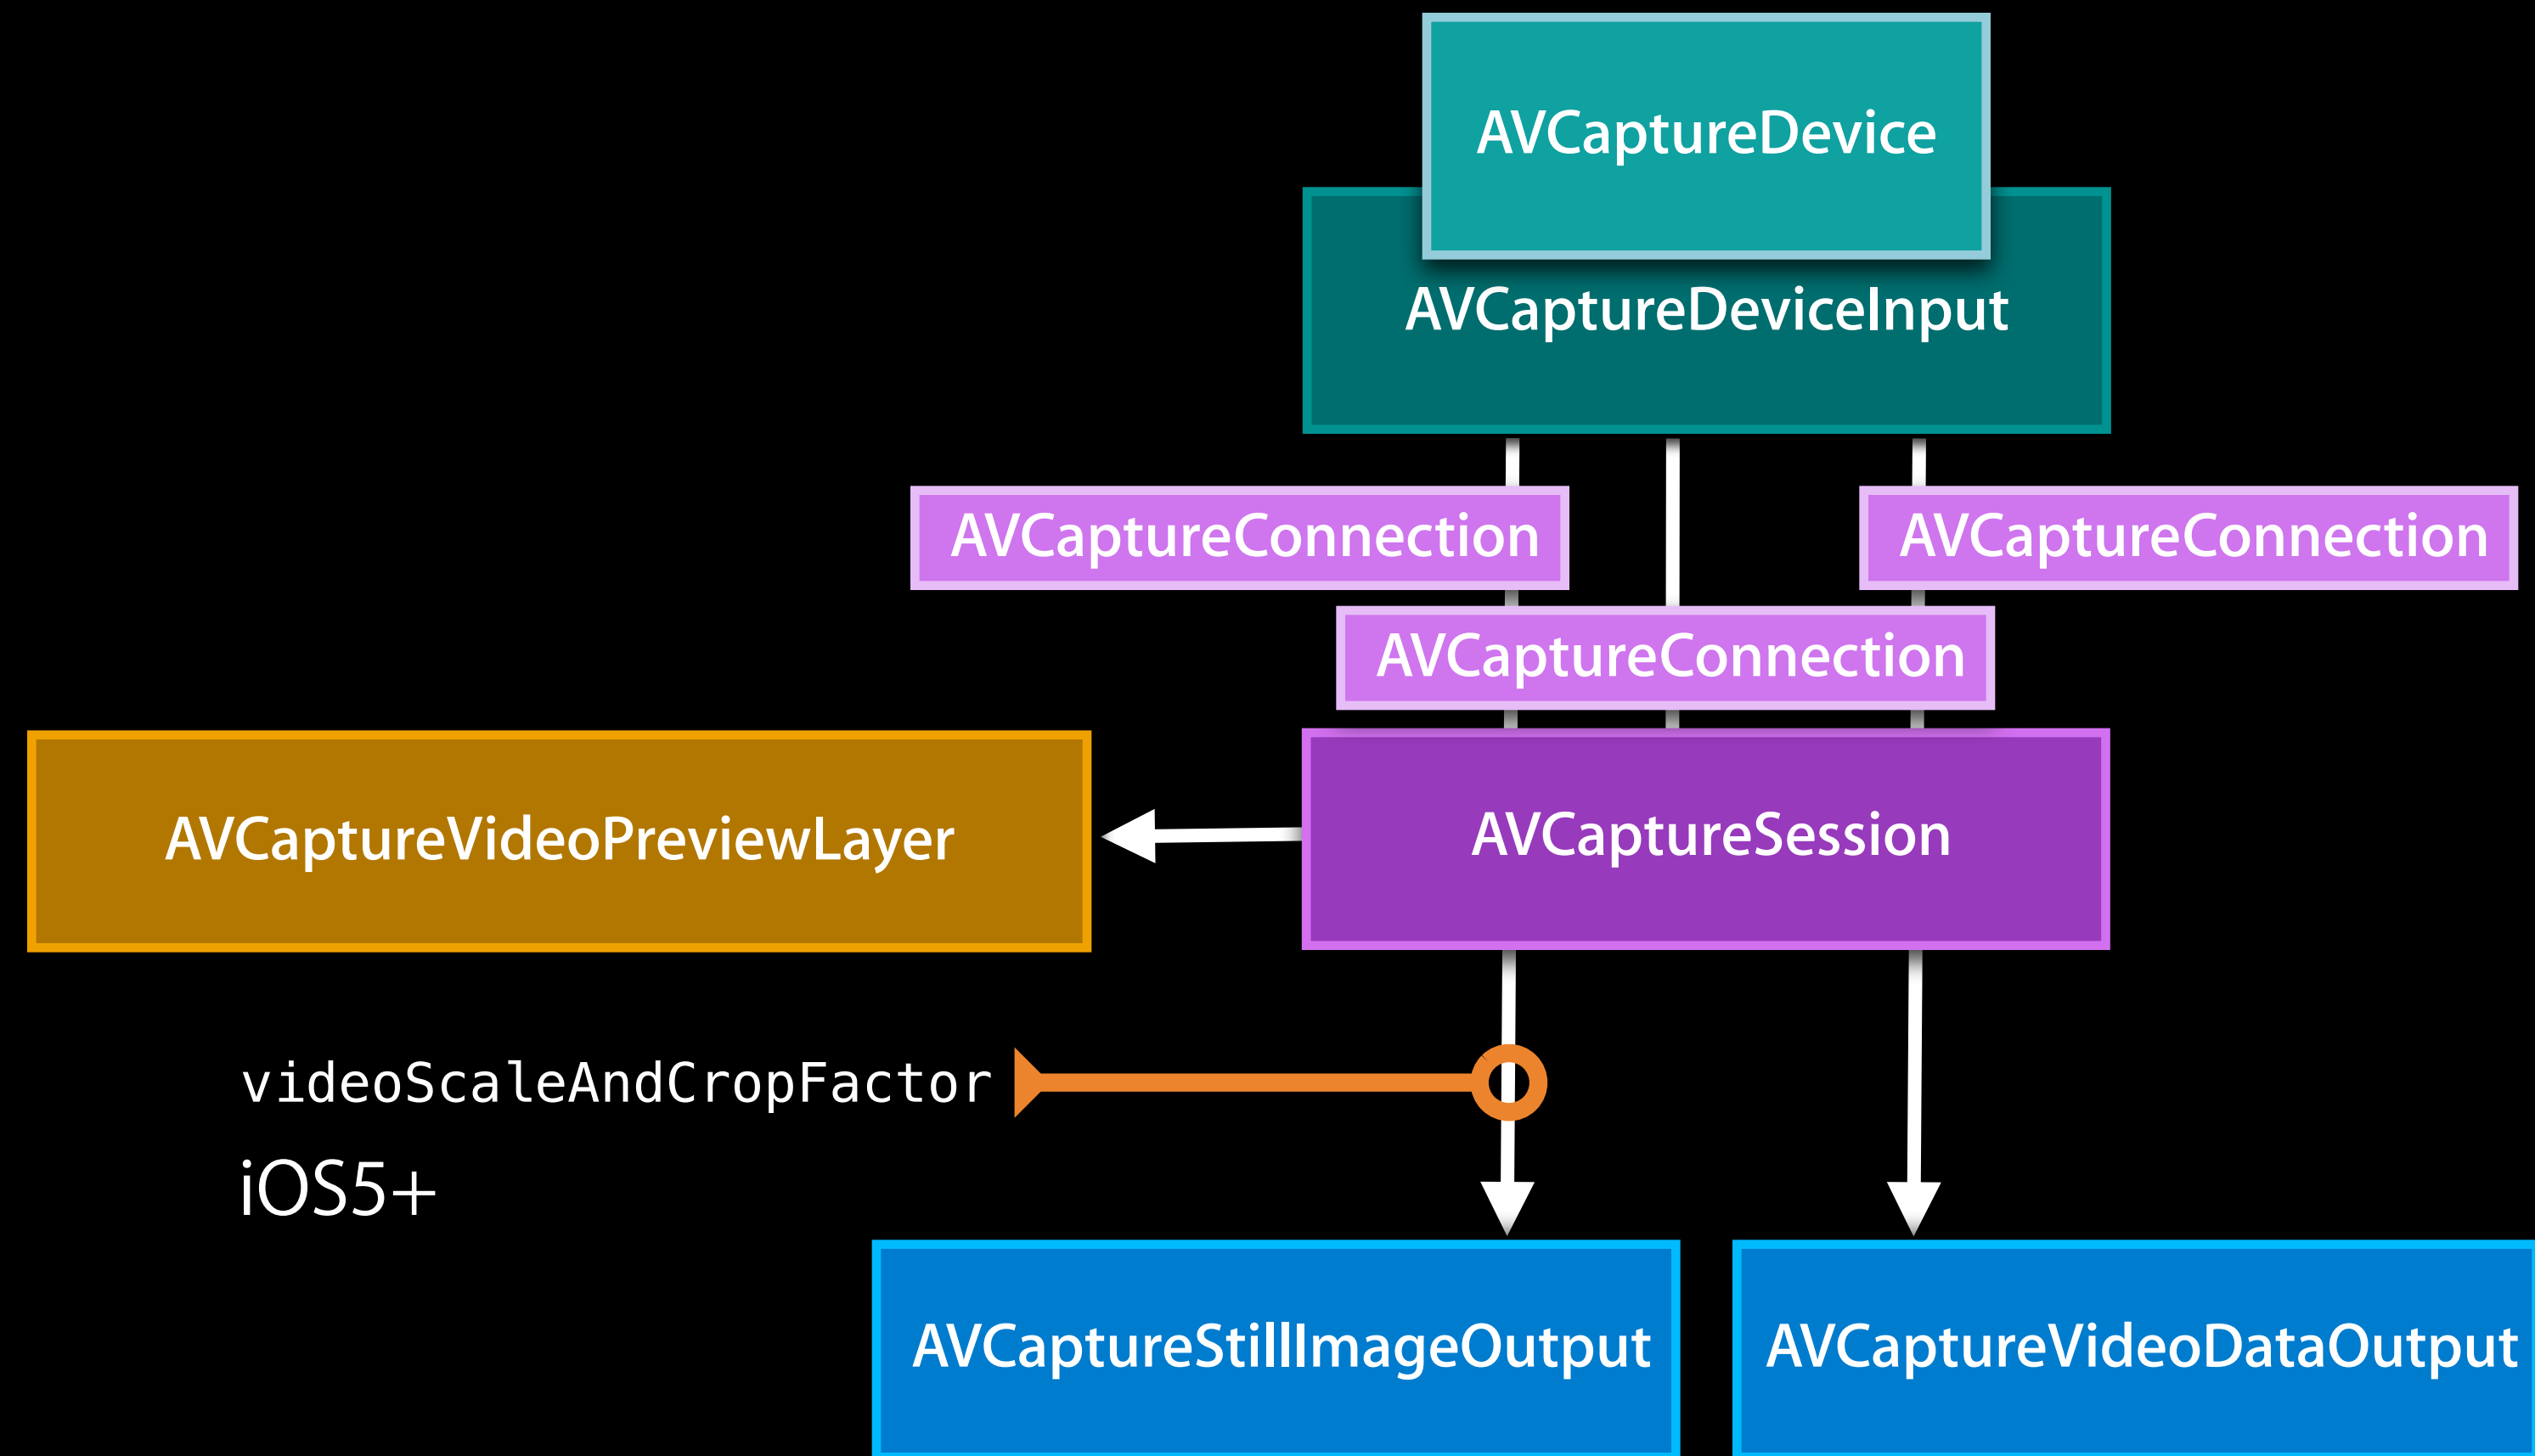 AVCaptureDevice
AVCaptureDeviceInput
AVCaptureConnection
AVCaptureConnection
AVCaptureConnection
AVCaptureVideoPreviewLayer
AVCaptureSession
videoScaleAndCropFactor
iOS5+
AVCaptureStillImageOutput
AVCaptureVideoDataOutput